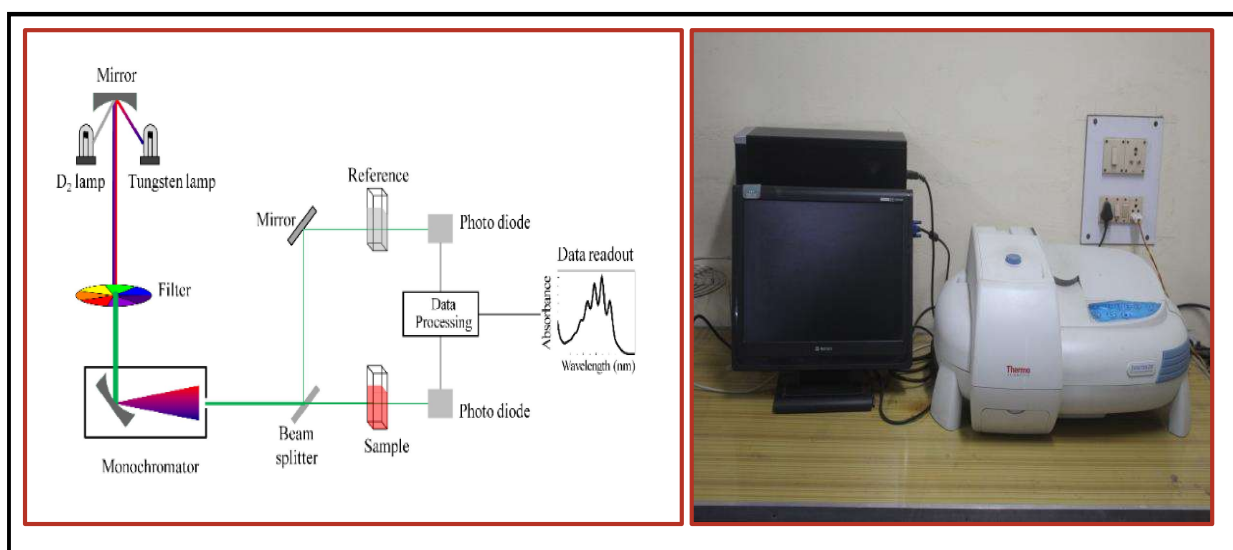 Mirror
D₂ lamp
Tungsten lamp
Filter
Monochromator
Mirror
Reference
Beam
splitter
Sample
Photo diode
Photo diode
Data
Processing
Data readout
Absorbance
Wavelength (nm)
Thermo